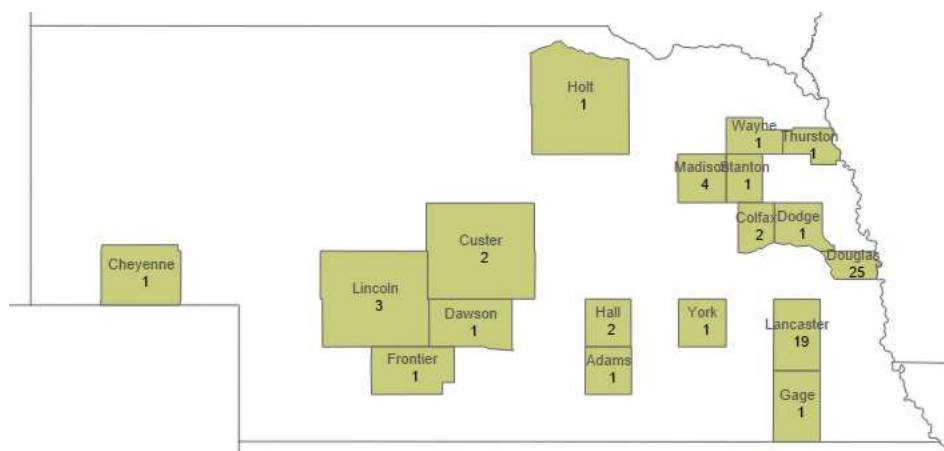 Holt
1
Wayne
1
Thurston
1
Madison
4
Stanton
1
Colfax
2
Dodge
1
Douglas
25
Custer
2
Cheyenne
1
Lincoln
3
Dawson
1
Hall
2
York
1
Lancaster
19
Frontier
1
Adams
1
Gage
1